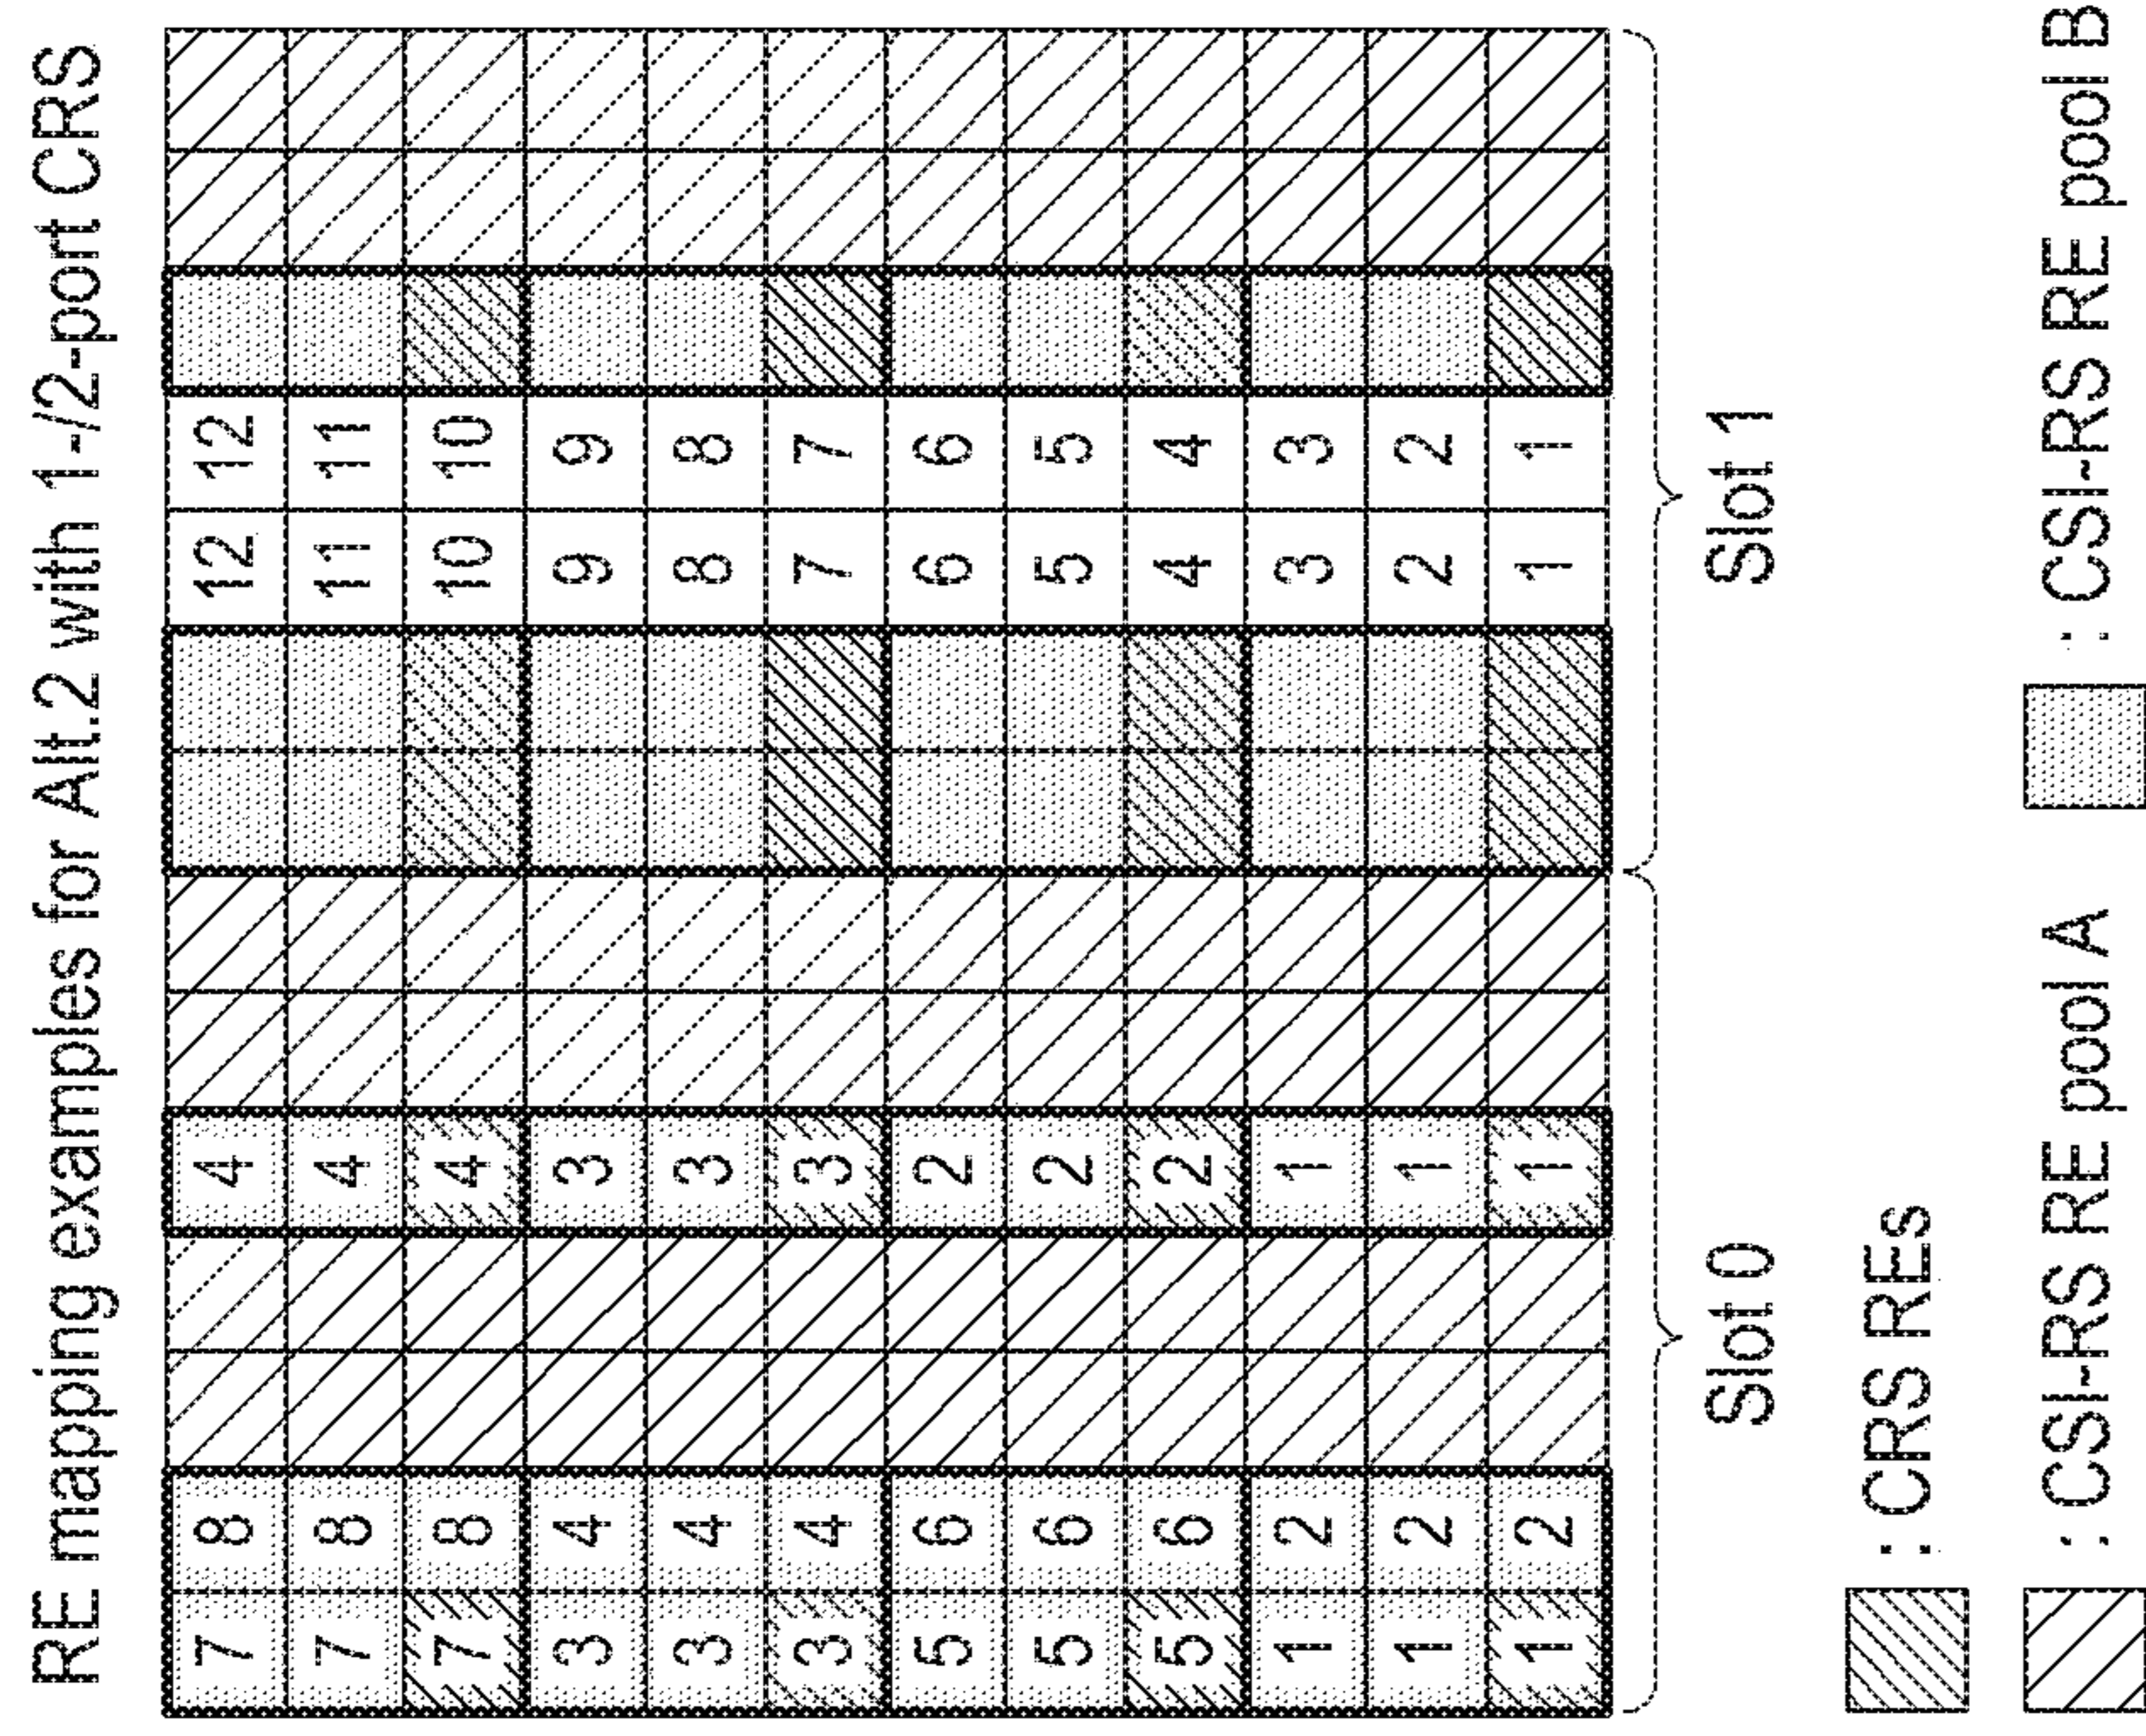 RE mapping examples for Alt.2 with 1-/2-port CRS
7 8 4 12 12
7 8 4 11 11
7 8 4 10 10
3 4 3 9 9
3 4 3 8 8
3 4 3 7 7
5 6 2 6 6
5 6 2 5 5
5 6 2 4 4
1 2 1 3 3
1 2 1 2 2
1 2 1 1 1
Slot 0 Slot 1
: CRS REs
: CSI-RS RE pool A : CSI-RS RE pool B